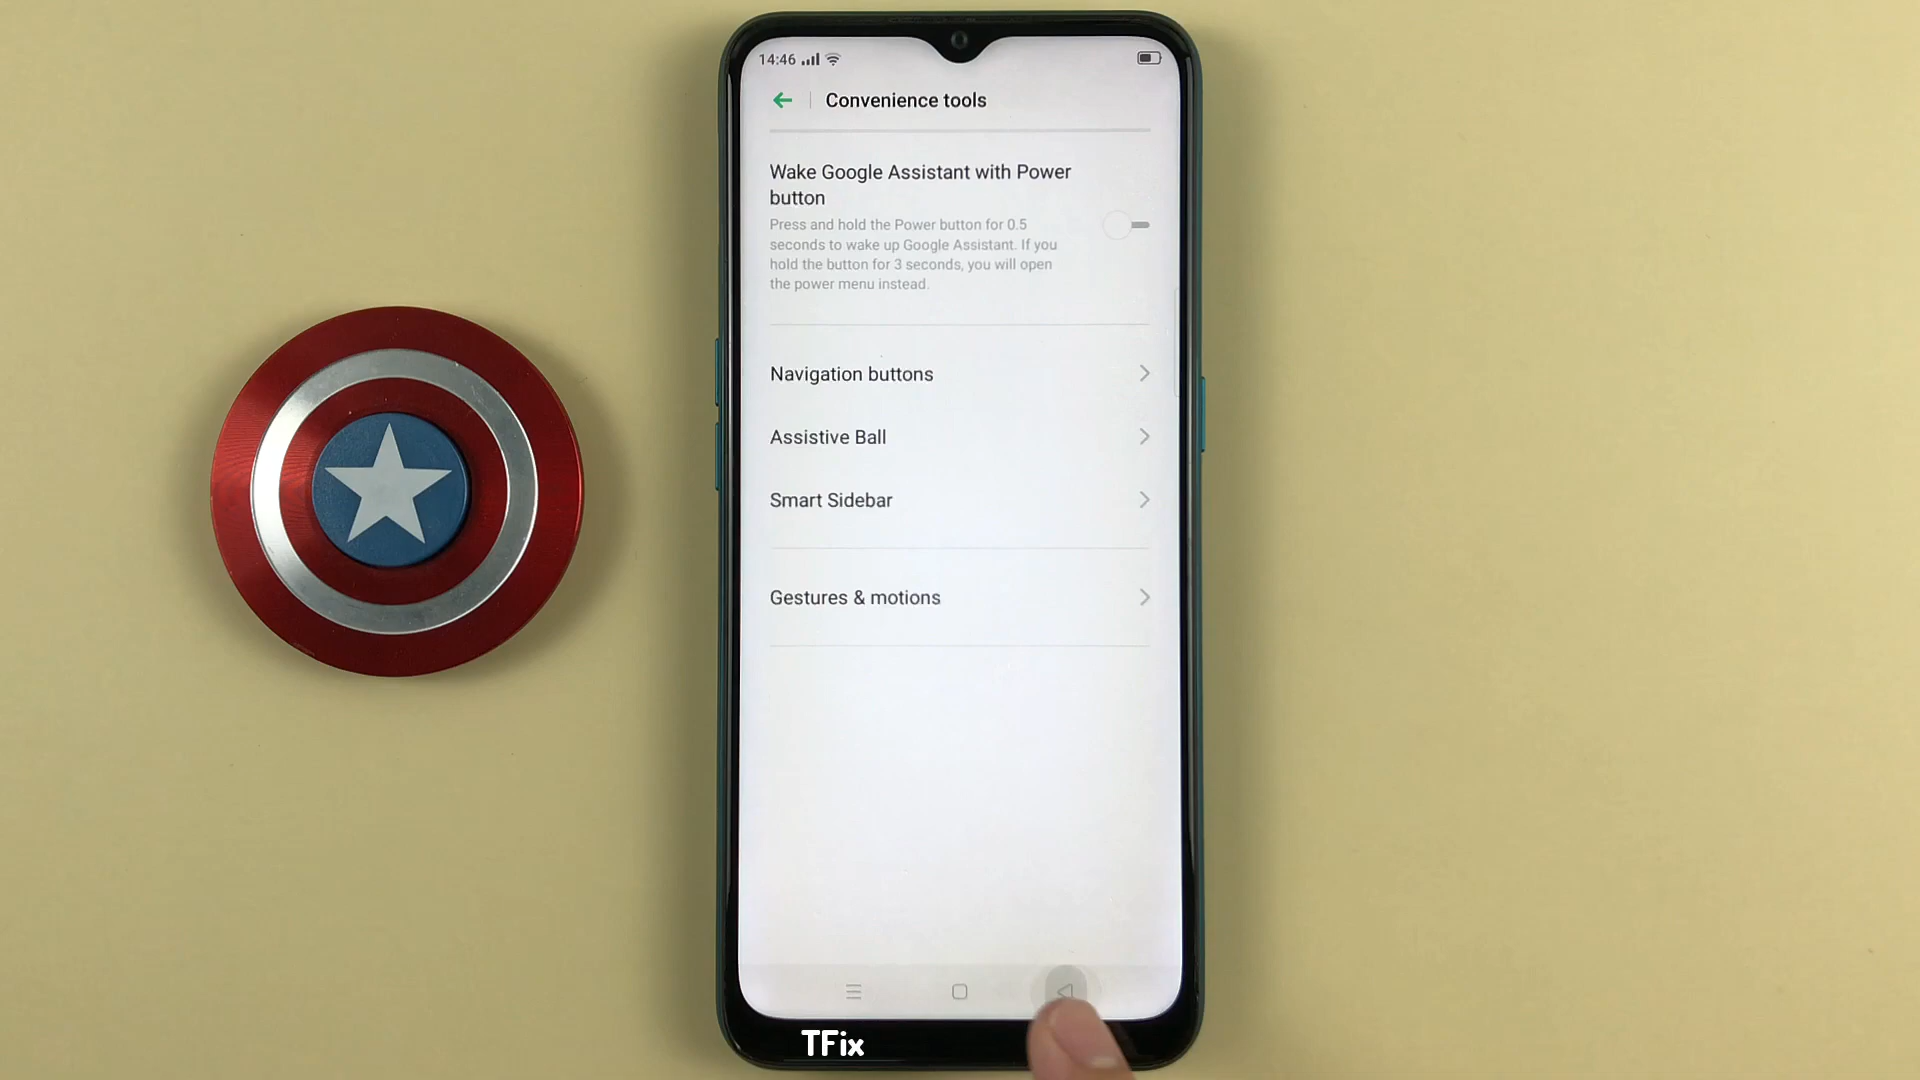 14:46
Convenience tools
Wake Google Assistant with Power
button
Press and hold the Power button for 0.5
seconds to wake up Google Assistant. If you
hold the button for 3 seconds, you will open
the power menu instead.
Navigation buttons
Assistive Ball
Smart Sidebar
Gestures & motions
TFix